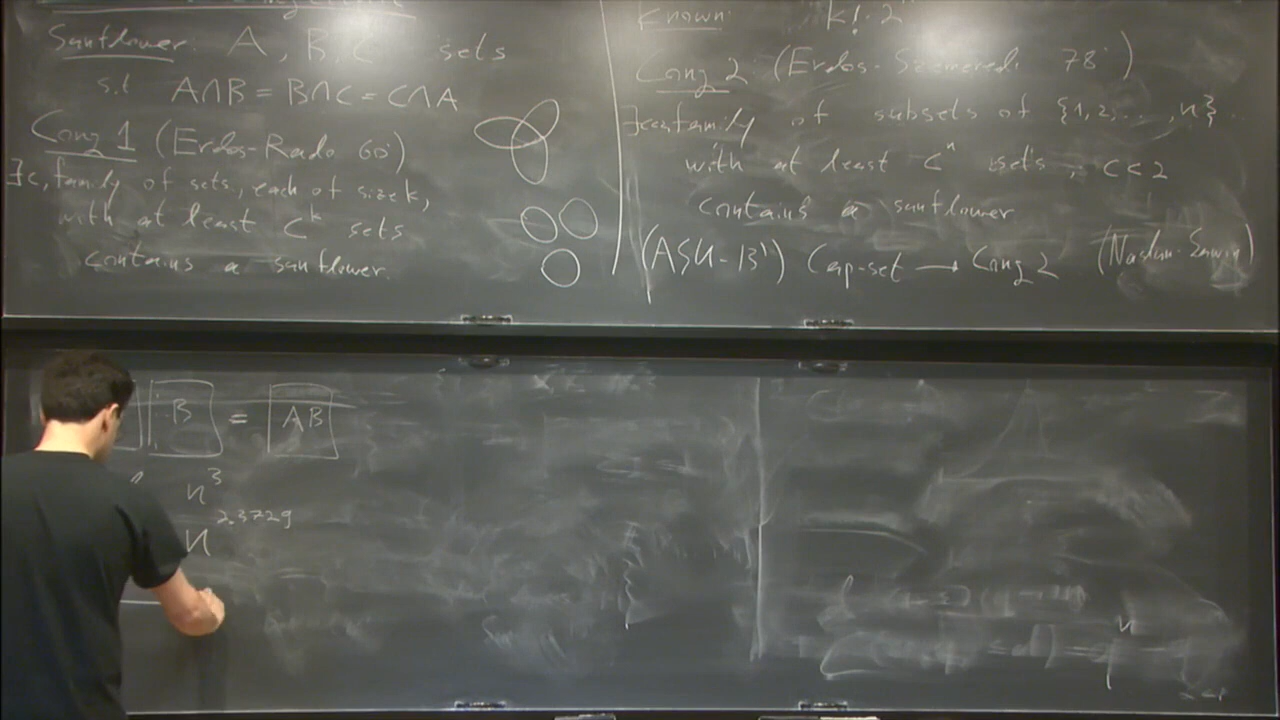 Sunflower: A, B, C sets
s.t A∩B = B∩C = C∩A
Conj 1 (Erdos-Rado 60')
∃c, family of sets, each of size k,
with at least C^k sets
contains a sunflower.
Known: k! · 2
Conj 2: (Erdos-Szemeredi 78')
family of subsets of {1,2,...,n}
with at least c^n sets, c<2
contains a sunflower
(ASU-13') Cap-set → Conj 2 (Naslun-Sawin)
B = AB
n^3
n^2.3729